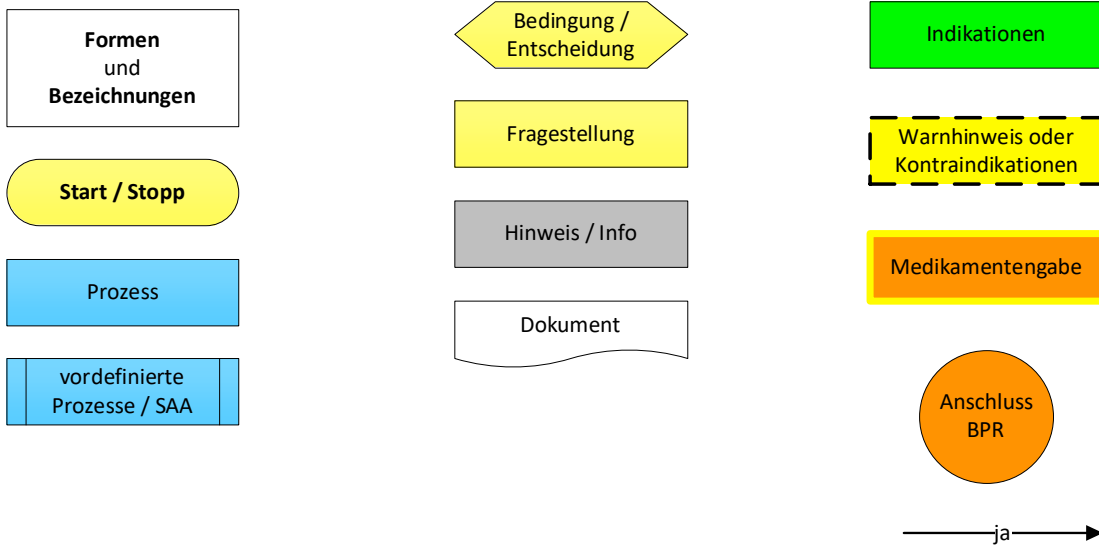 Formen
und
Bezeichnungen
Start / Stopp
Prozess
vordefinierte
Prozesse / SAA
Bedingung /
Entscheidung
Fragestellung
Hinweis / Info
Dokument
Indikationen
Warnhinweis oder
Kontraindikationen
Medikamentengabe
Anschluss
BPR
ja